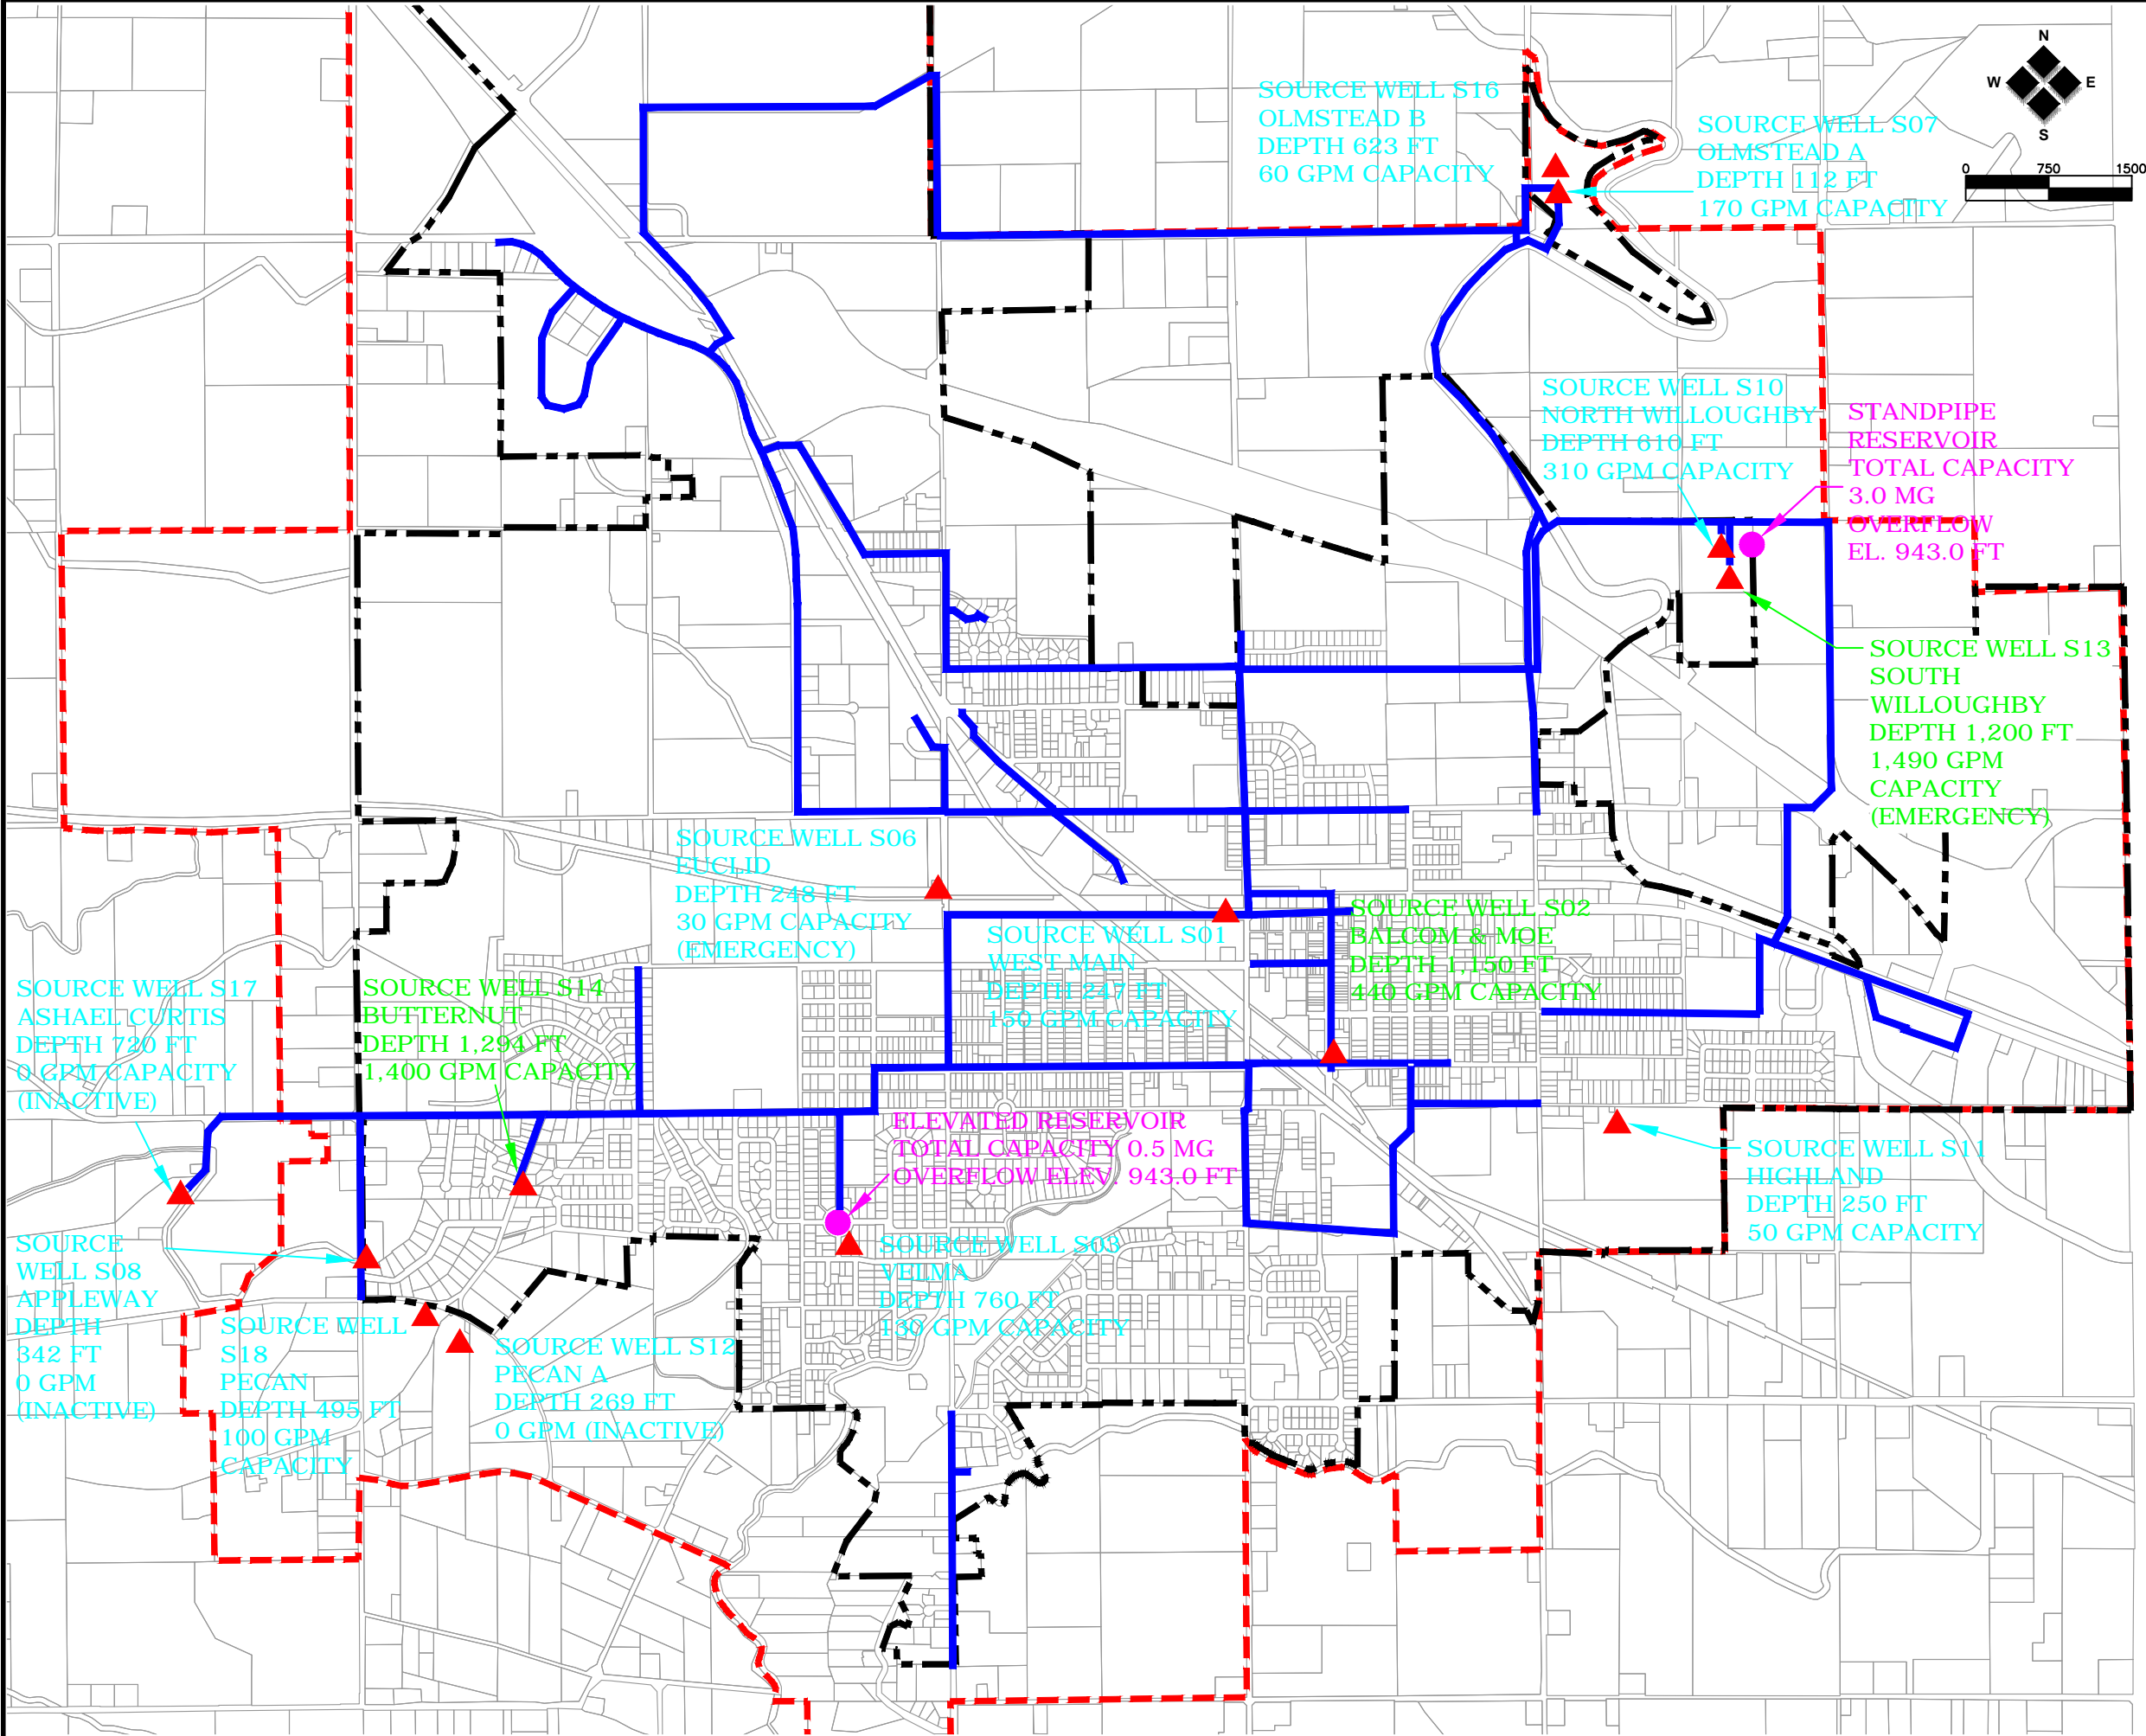 N
W E
S
0 750 1500
SOURCE WELL S16
OLMSTEAD B
DEPTH 623 FT
60 GPM CAPACITY
SOURCE WELL S07
OLMSTEAD A
DEPTH 112 FT
170 GPM CAPACITY
SOURCE WELL S10
NORTH WILLOUGHBY
DEPTH 610 FT
310 GPM CAPACITY
STANDPIPE
RESERVOIR
TOTAL CAPACITY
3.0 MG
OVERFLOW
EL. 943.0 FT
SOURCE WELL S13
SOUTH
WILLOUGHBY
DEPTH 1,200 FT
1,490 GPM
CAPACITY
(EMERGENCY)
SOURCE WELL S06
EUCLID
DEPTH 248 FT
30 GPM CAPACITY
(EMERGENCY)
SOURCE WELL S01
WEST MAIN
DEPTH 247 FT
150 GPM CAPACITY
SOURCE WELL S02
BALCOM & MOE
DEPTH 1,150 FT
440 GPM CAPACITY
SOURCE WELL S17
ASHAEL CURTIS
DEPTH 720 FT
0 GPM CAPACITY
(INACTIVE)
SOURCE WELL S14
BUTTERNUT
DEPTH 1,294 FT
1,400 GPM CAPACITY
ELEVATED RESERVOIR
TOTAL CAPACITY 0.5 MG
OVERFLOW ELEV. 943.0 FT
SOURCE WELL S11
HIGHLAND
DEPTH 250 FT
50 GPM CAPACITY
SOURCE
WELL S08
APPLEWAY
DEPTH
342 FT
0 GPM
(INACTIVE)
SOURCE WELL
S18
PECAN
DEPTH 495 FT
100 GPM
CAPACITY
SOURCE WELL S12
PECAN A
DEPTH 269 FT
0 GPM (INACTIVE)
SOURCE WELL S03
VELMA
DEPTH 760 FT
130 GPM CAPACITY